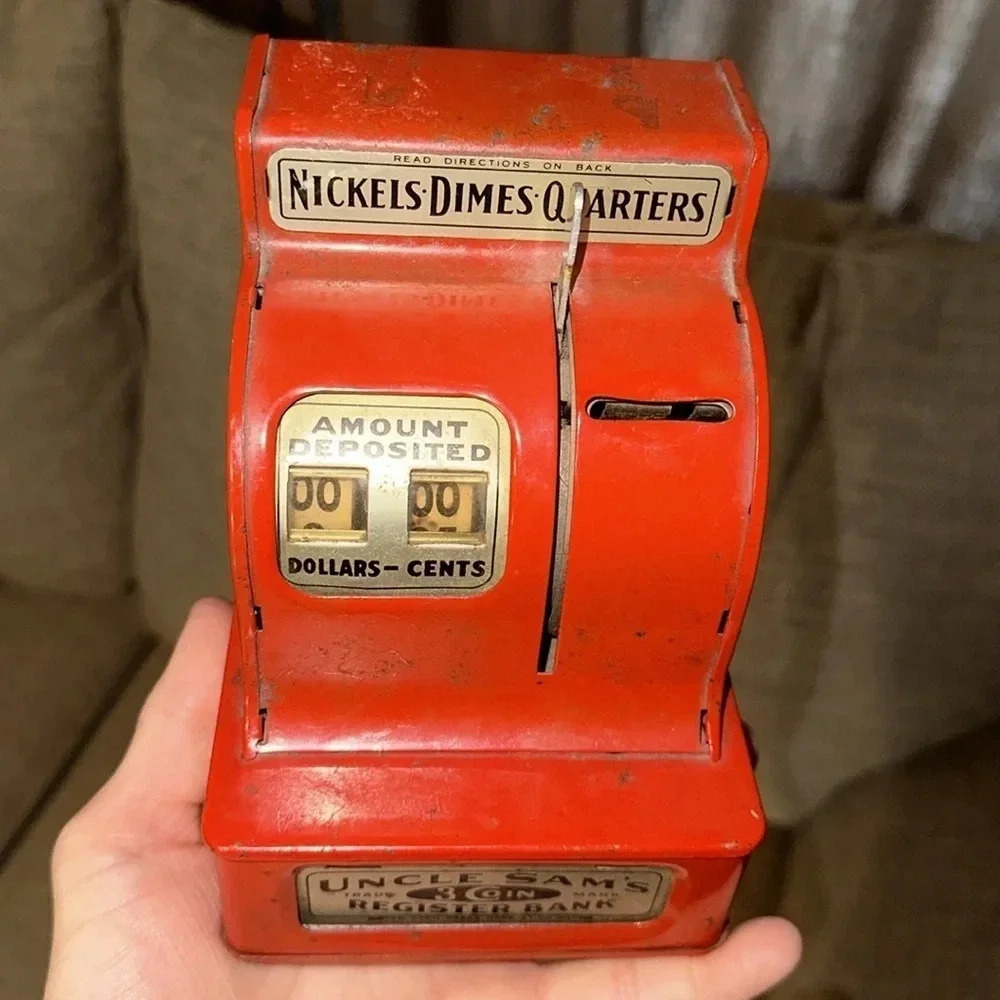 READ DIRECTIONS ON BACK
NICKELS·DIMES·QUARTERS
AMOUNT
DEPOSITED
00 00
DOLLARS–CENTS
UNCLE SAM'S
TRADE 3 COIN MARK
REGISTER BANK